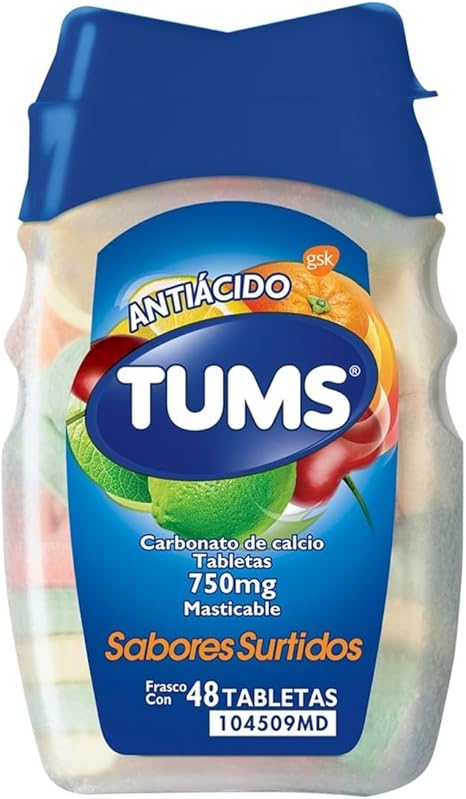 gsk
ANTIÁCIDO
TUMS®
Carbonato de calcio
Tabletas
750mg
Masticable
Sabores Surtidos
Frasco
Con 48 TABLETAS
104509MD